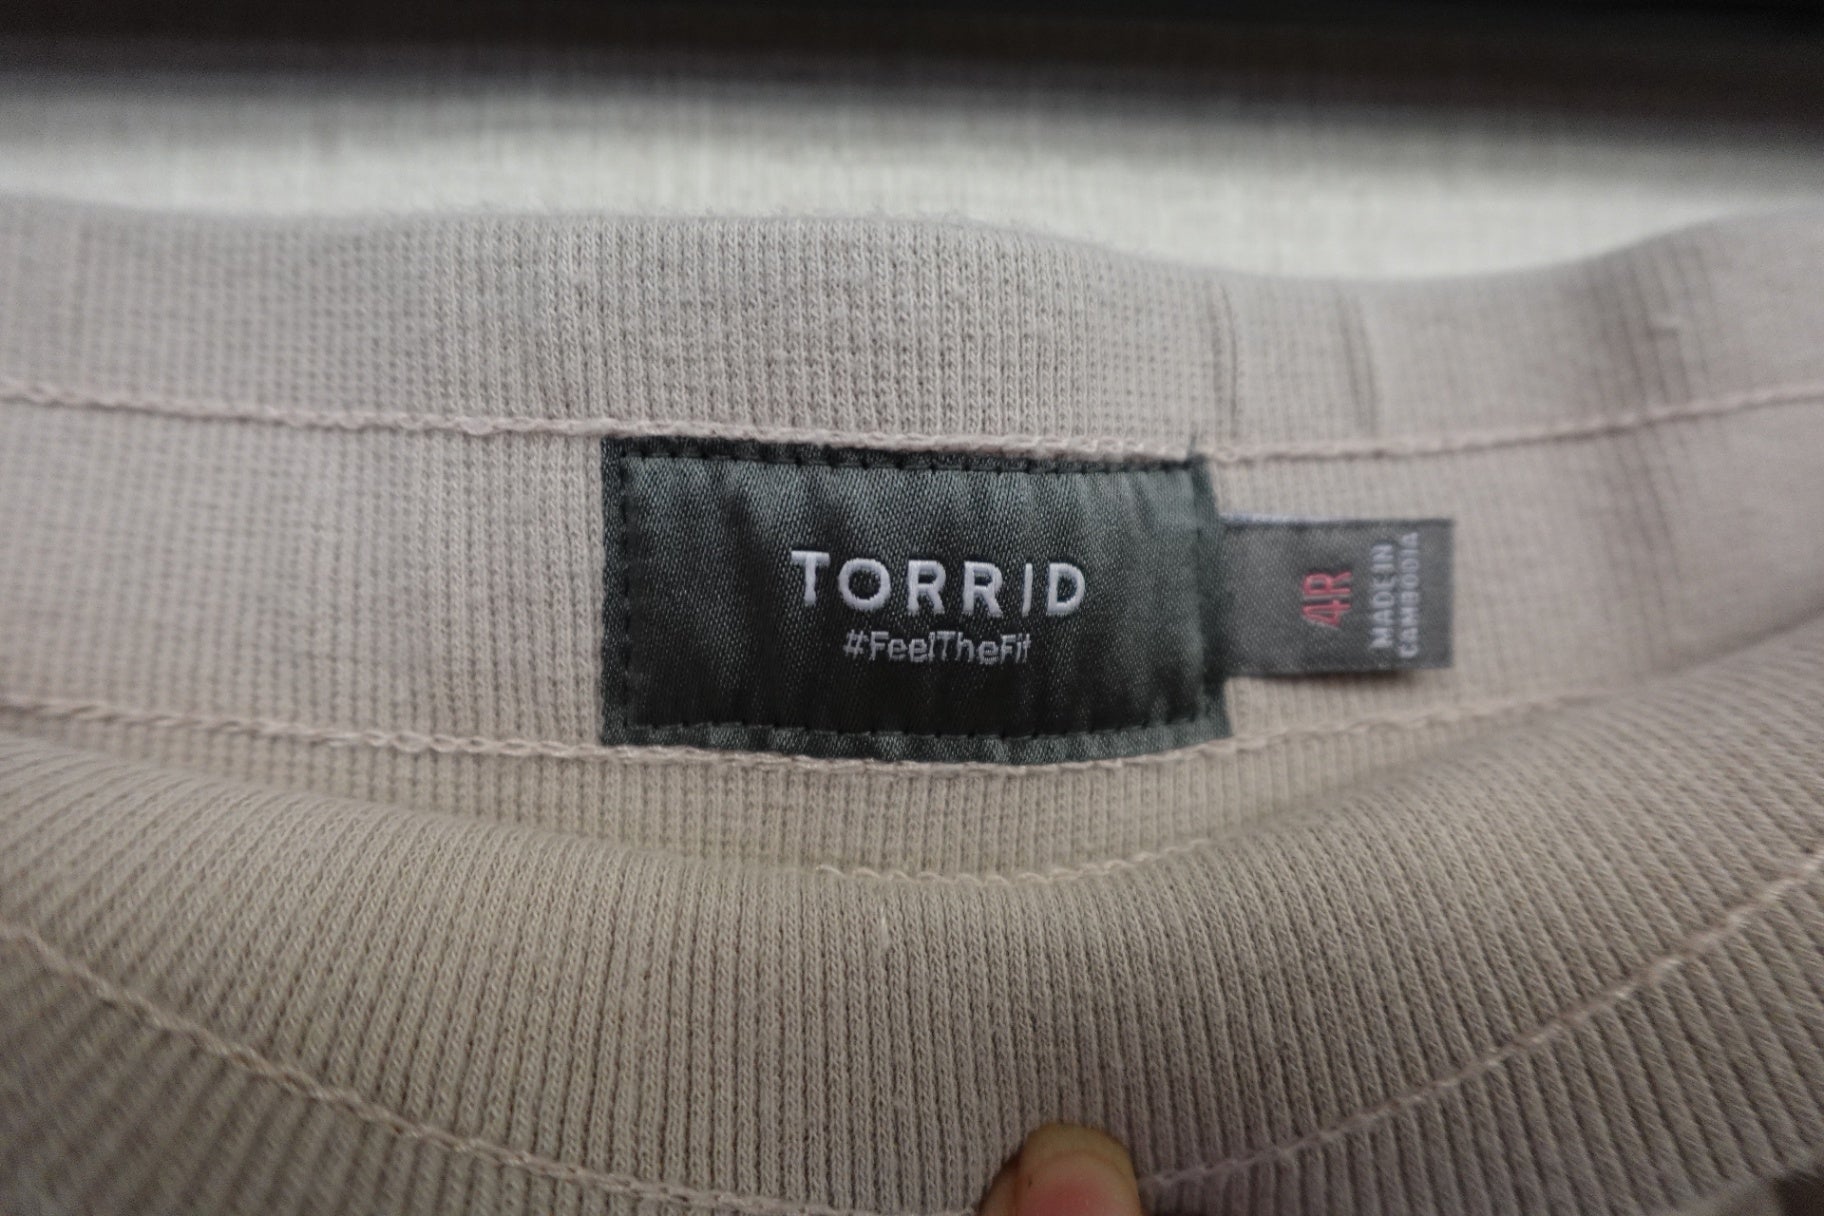 TORRID
#FeelTheFit
4R
MADE IN
CAMBODIA